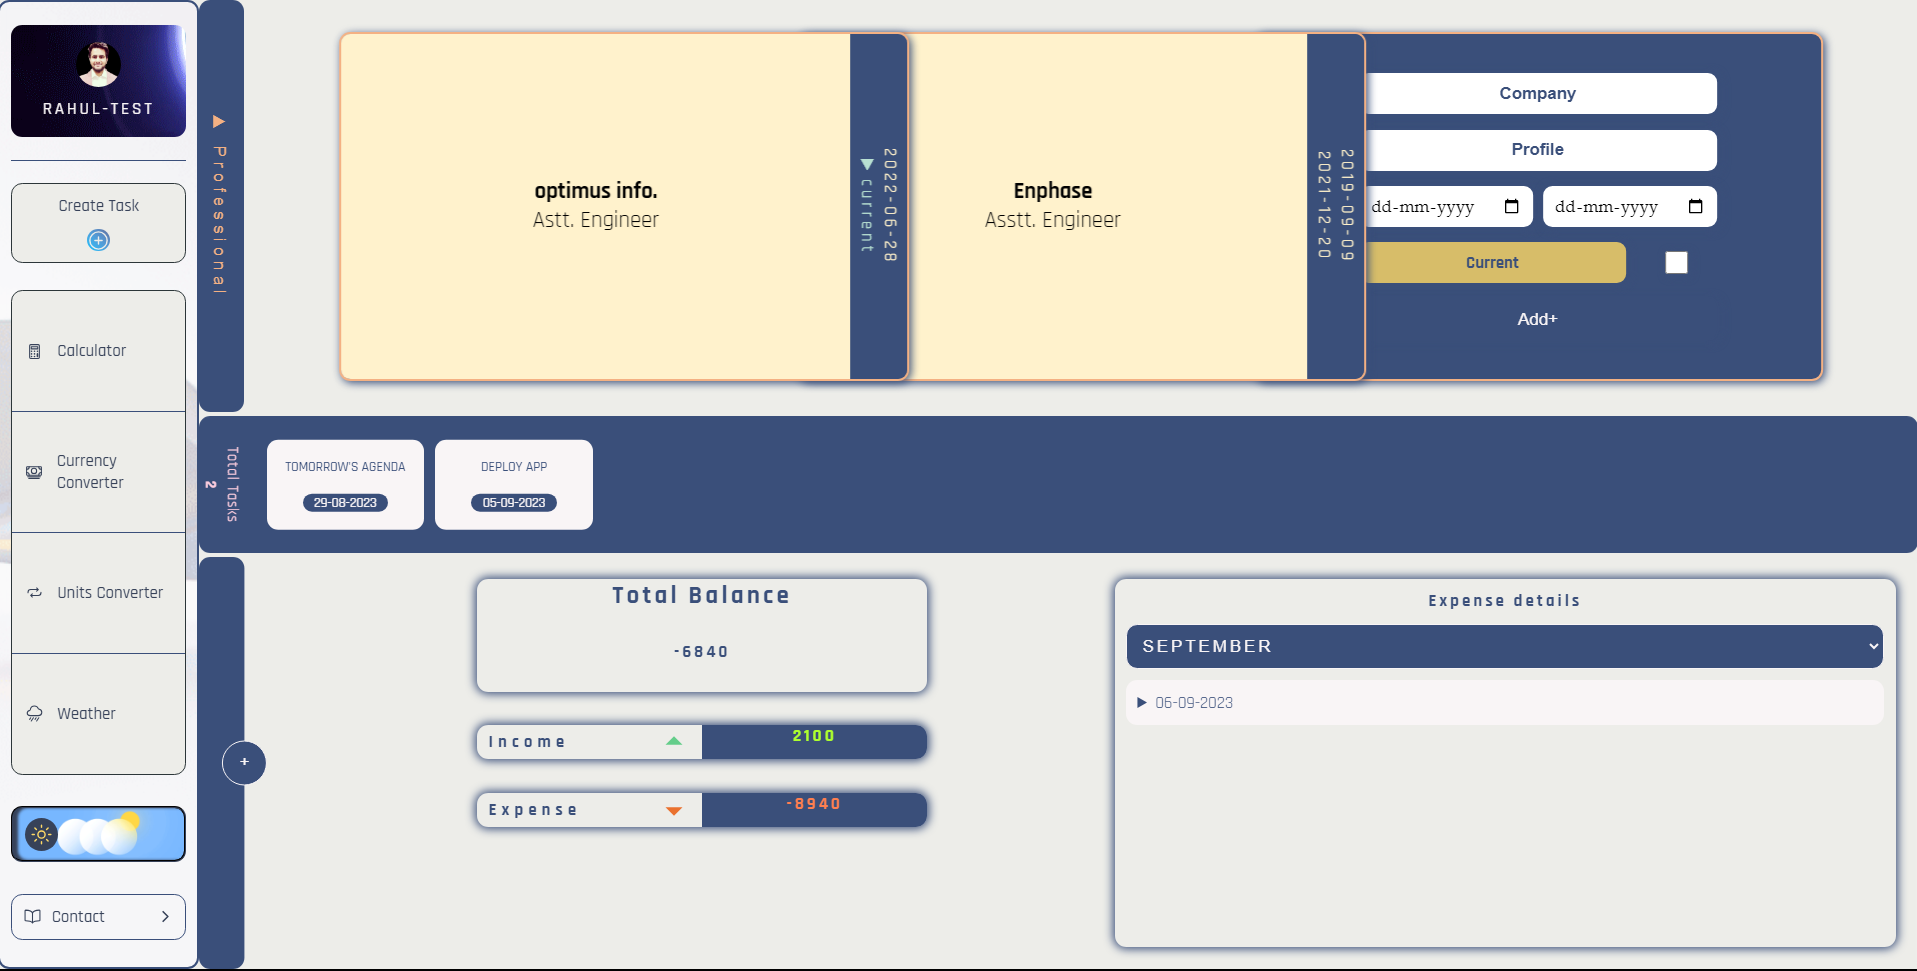 RAHUL-TEST
Create Task
Calculator
Currency
Converter
Units Converter
Weather
Contact
Professional
optimus info.
Astt. Engineer
2022-06-28
current
Enphase
Asstt. Engineer
2019-09-09
2021-12-20
Company
Profile
dd-mm-yyyy
dd-mm-yyyy
Current
Add+
Total Tasks
2
TOMORROW'S AGENDA
29-08-2023
DEPLOY APP
05-09-2023
+
Total Balance
-6840
Income
2100
Expense
-8940
Expense details
SEPTEMBER
06-09-2023